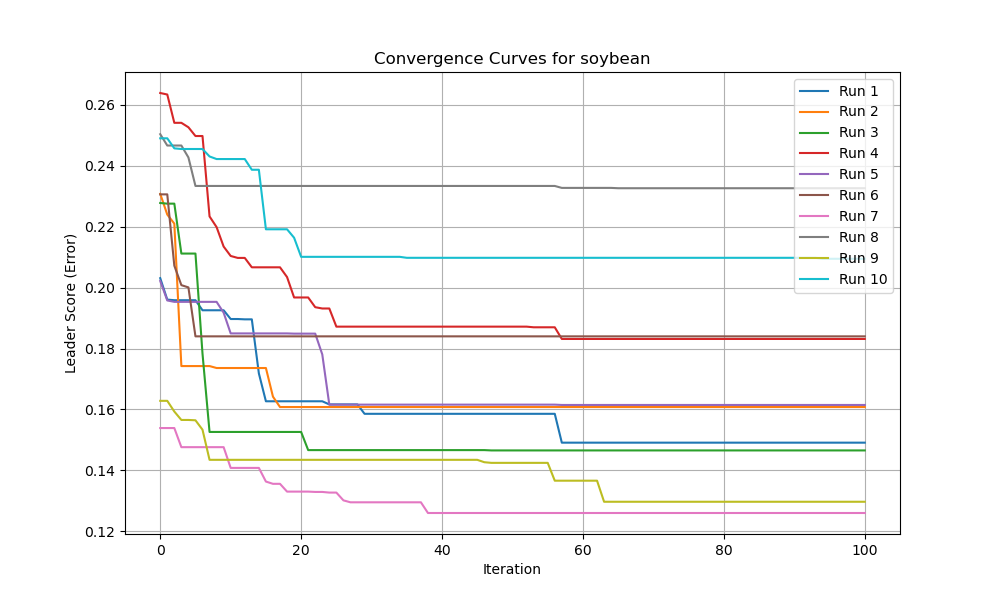 Convergence Curves for soybean
Leader Score (Error)
0.26
0.24
0.22
0.20
0.18
0.16
0.14
0.12
0
20
40
60
80
100
Iteration
Run 1
Run 2
Run 3
Run 4
Run 5
Run 6
Run 7
Run 8
Run 9
Run 10